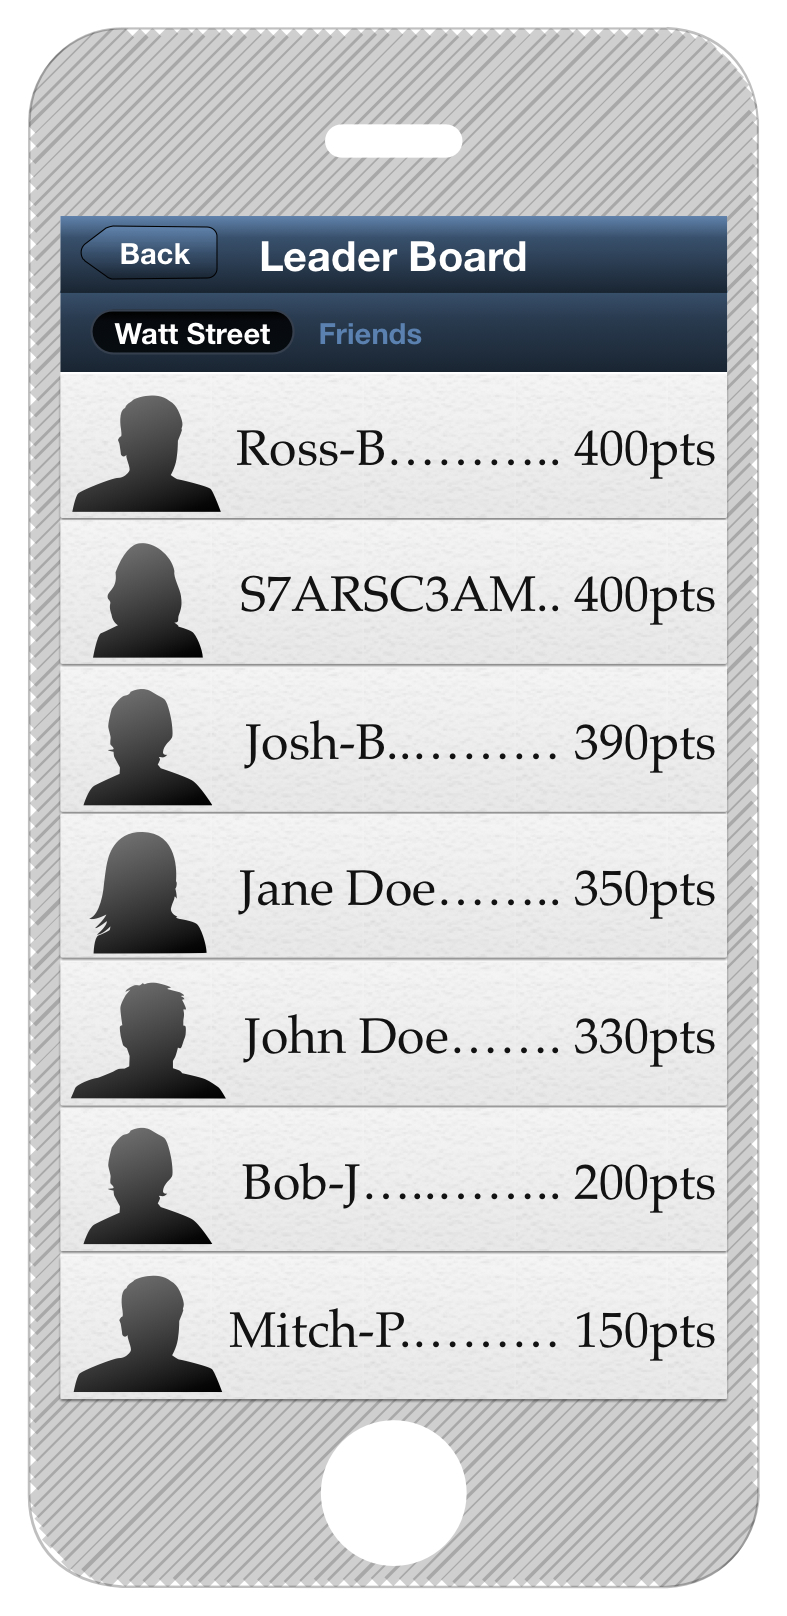 Back Leader Board
Watt Street Friends
Ross-B……….. 400pts
S7ARSC3AM.. 400pts
Josh-B..……… 390pts
Jane Doe…….. 350pts
John Doe……. 330pts
Bob-J…...…….. 200pts
Mitch-P.……… 150pts